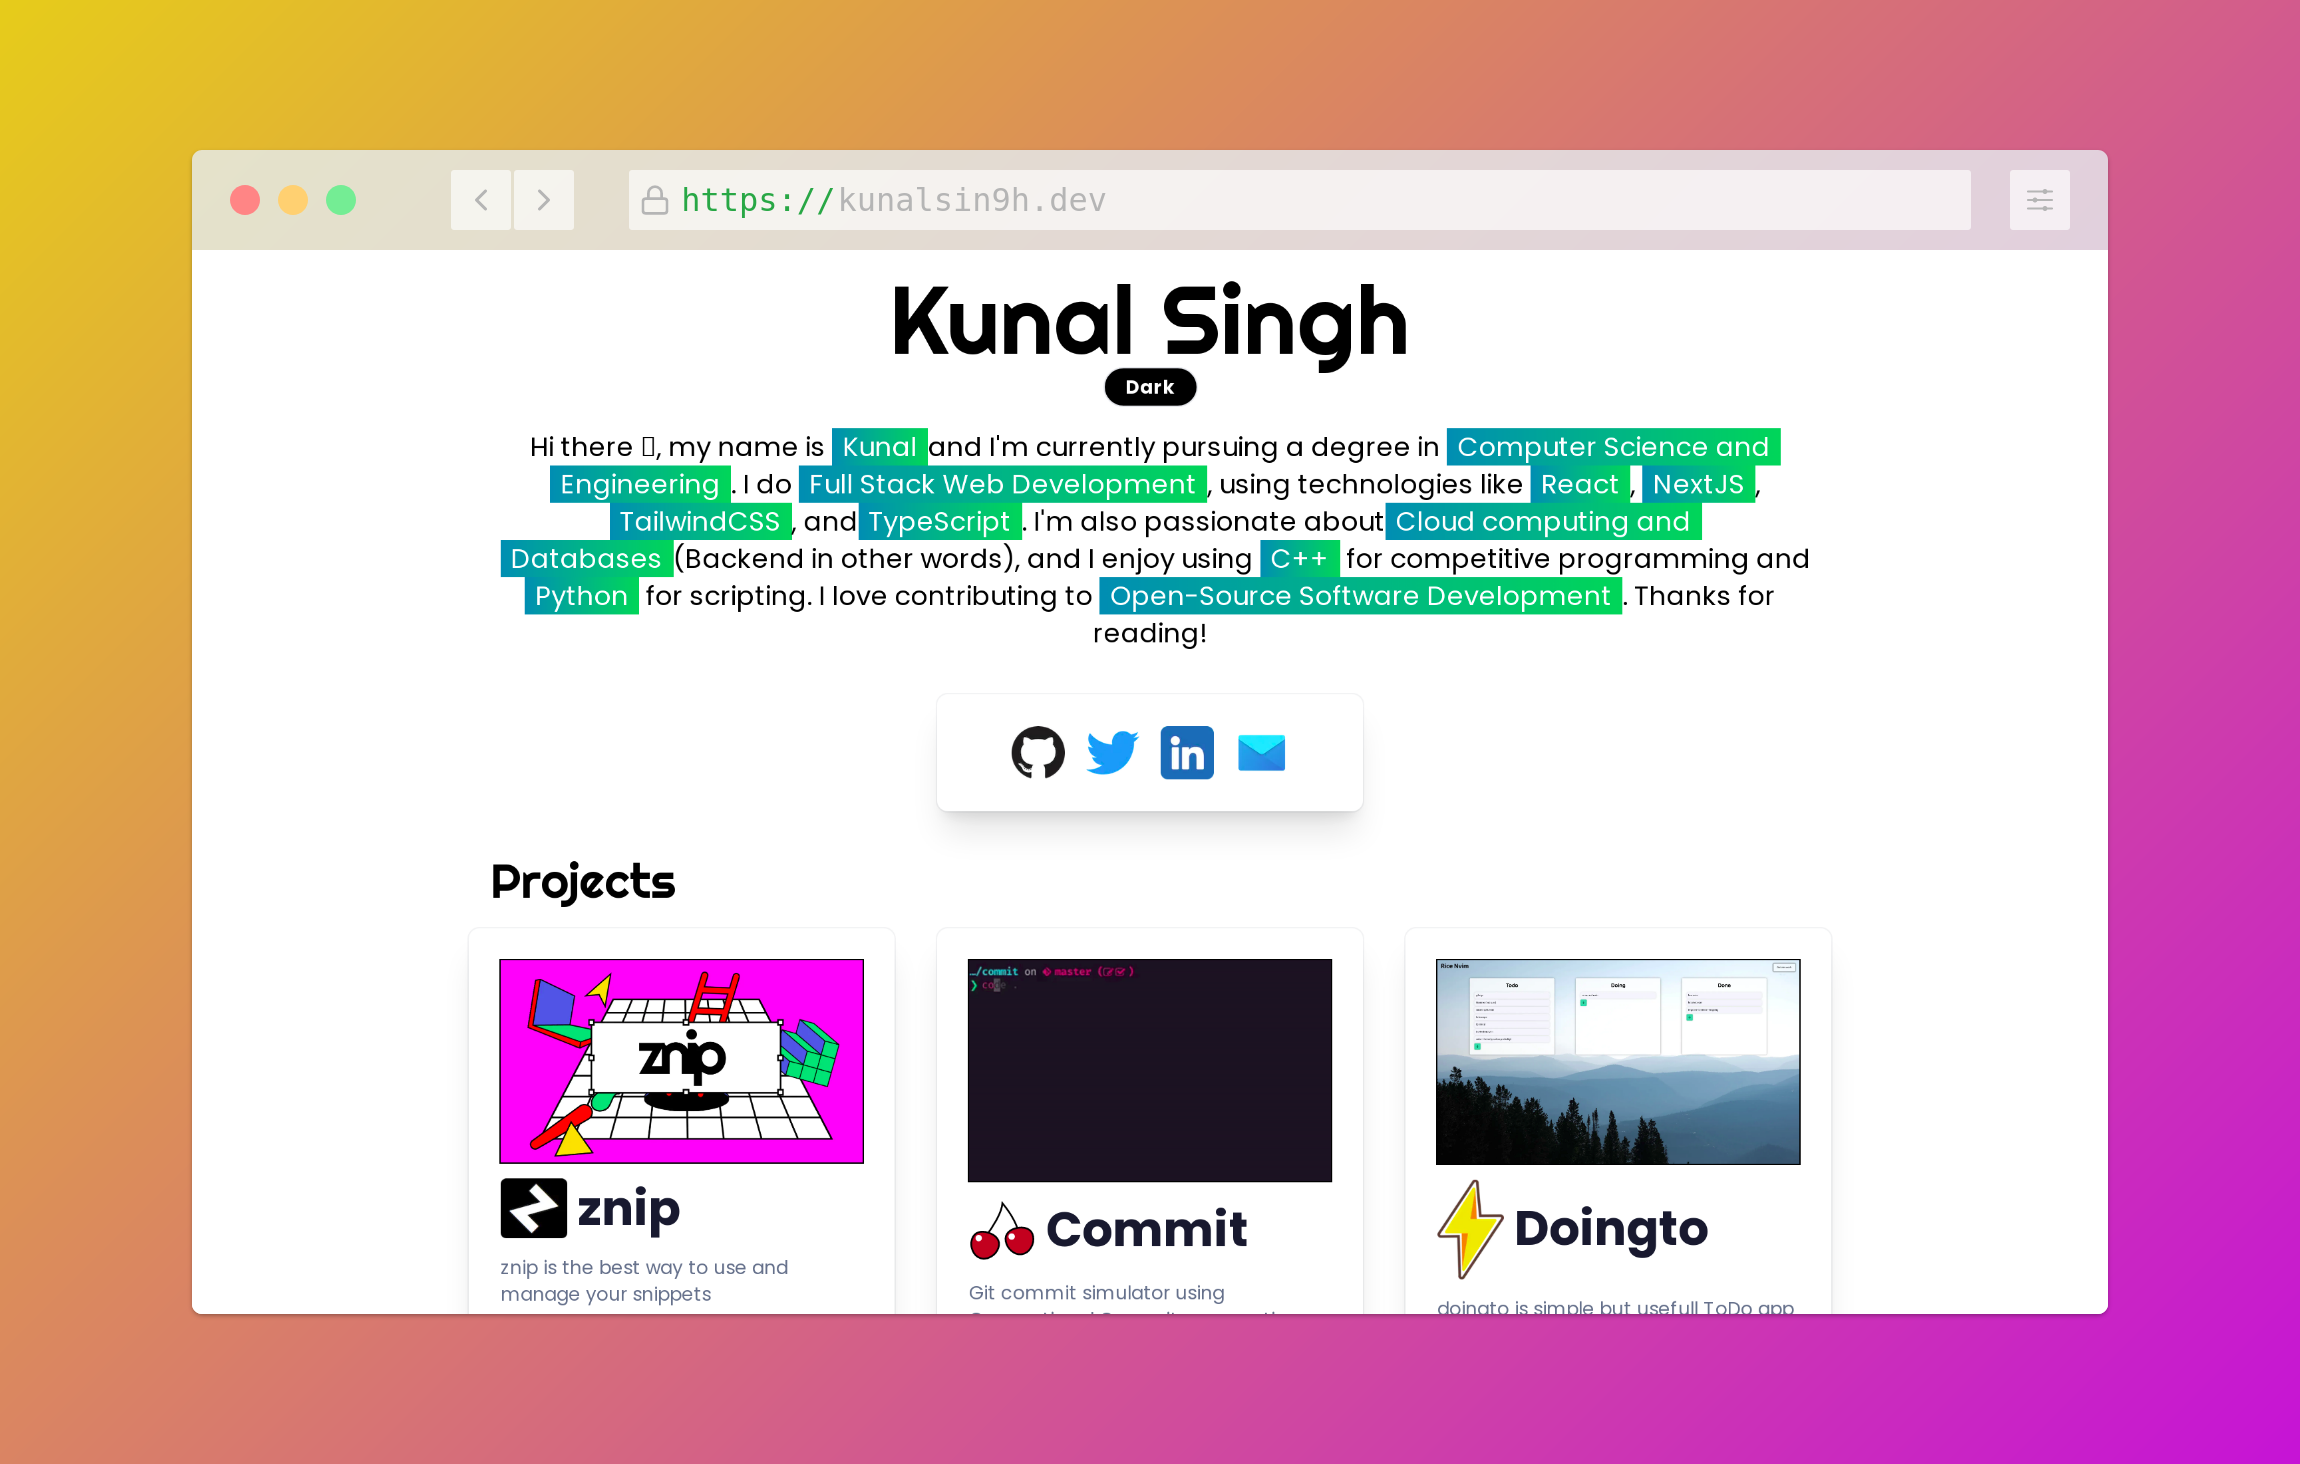 https://kunalsin9h.dev
Kunal Singh
Dark
Hi there , my name is Kunal and I'm currently pursuing a degree in Computer Science and
Engineering . I do Full Stack Web Development , using technologies like React , NextJS ,
TailwindCSS , and TypeScript . I'm also passionate about Cloud computing and
Databases (Backend in other words), and I enjoy using C++ for competitive programming and
Python for scripting. I love contributing to Open-Source Software Development . Thanks for
reading!
in
Projects
znip
…/commit on master
code .
Rice Nvim
Todo
Doing
Done
znip
Commit
Doingto
znip is the best way to use and
manage your snippets
Git commit simulator using
doingto is simple but usefull ToDo app